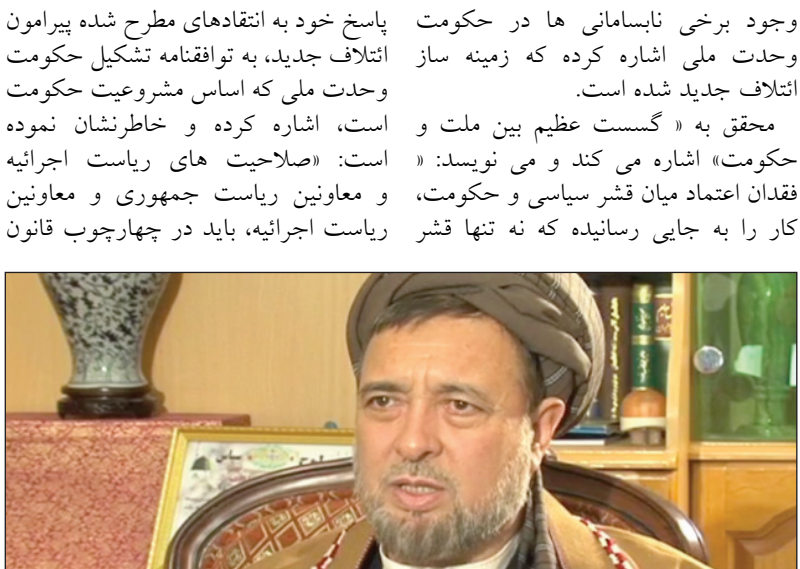 وجود برخی نابسامانی ها در حکومت
وحدت ملی اشاره کرده که زمینه ساز
ائتلاف جدید شده است.
محقق به « گسست عظیم بین ملت و
حکومت» اشاره می کند و می نویسد: «
فقدان اعتماد میان قشر سیاسی و حکومت،
کار را به جایی رسانیده که نه تنها قشر
پاسخ خود به انتقادهای مطرح شده پیرامون
ائتلاف جدید، به توافقنامه تشکیل حکومت
وحدت ملی که اساس مشروعیت حکومت
است، اشاره کرده و خاطرنشان نموده
است: «صلاحیت های ریاست اجرائیه
و معاونین ریاست جمهوری و معاونین
ریاست اجرائیه، باید در چهارچوب قانون